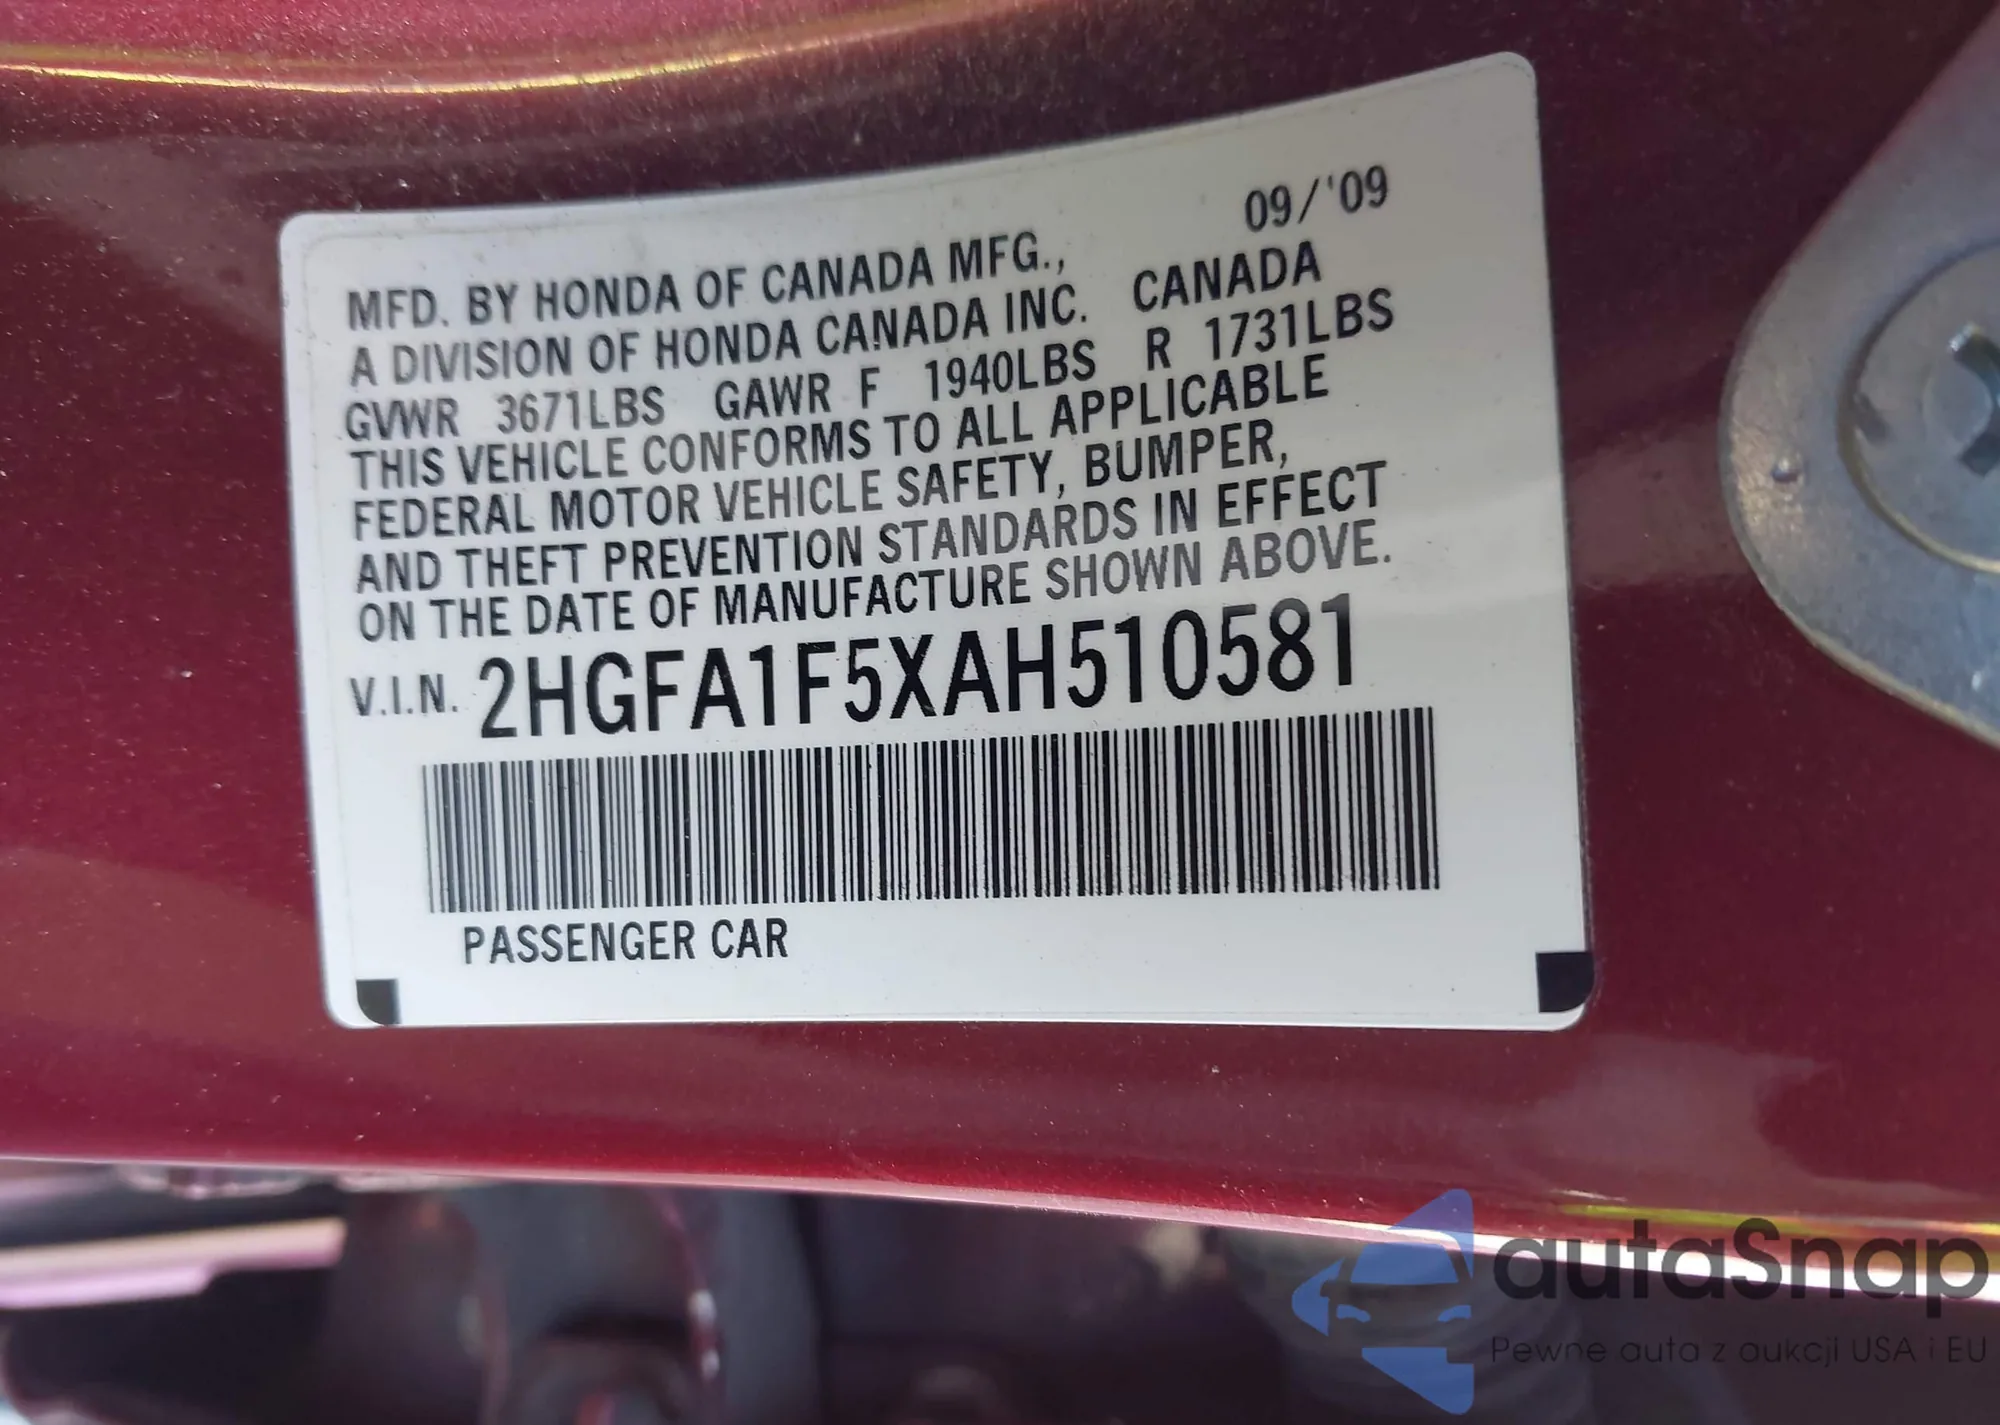 09/'09
MFD. BY HONDA OF CANADA MFG.,
A DIVISION OF HONDA CANADA INC. CANADA
GVWR 3671LBS GAWR F 1940LBS R 1731LBS
THIS VEHICLE CONFORMS TO ALL APPLICABLE
FEDERAL MOTOR VEHICLE SAFETY, BUMPER,
AND THEFT PREVENTION STANDARDS IN EFFECT
ON THE DATE OF MANUFACTURE SHOWN ABOVE.
V.I.N. 2HGFA1F5XAH510581
PASSENGER CAR
autaSnap
Pewne auta z aukcji USA i EU